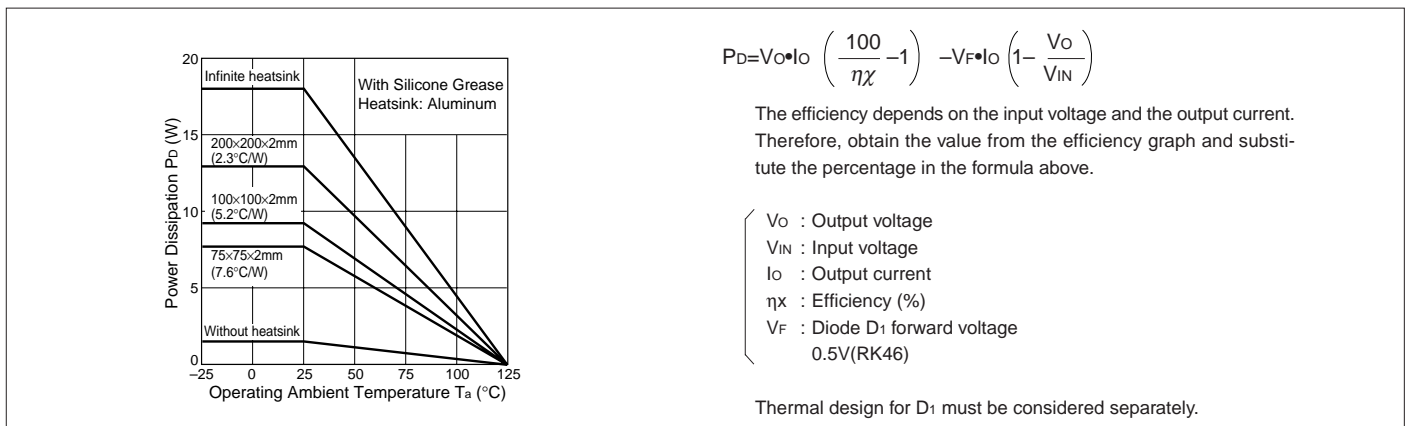 20
15
10
5
0
Power Dissipation PD (W)
Infinite heatsink
With Silicone Grease
Heatsink: Aluminum
200×200×2mm
(2.3°C/W)
100×100×2mm
(5.2°C/W)
75×75×2mm
(7.6°C/W)
Without heatsink
–25 0 25 50 75 100 125
Operating Ambient Temperature Ta (°C)
PD=VO•IO ( 100/ηχ –1 ) –VF•IO ( 1– VO/VIN )
The efficiency depends on the input voltage and the output current.
Therefore, obtain the value from the efficiency graph and substi-
tute the percentage in the formula above.
VO : Output voltage
VIN : Input voltage
IO : Output current
ηx : Efficiency (%)
VF : Diode D1 forward voltage
0.5V(RK46)
Thermal design for D1 must be considered separately.